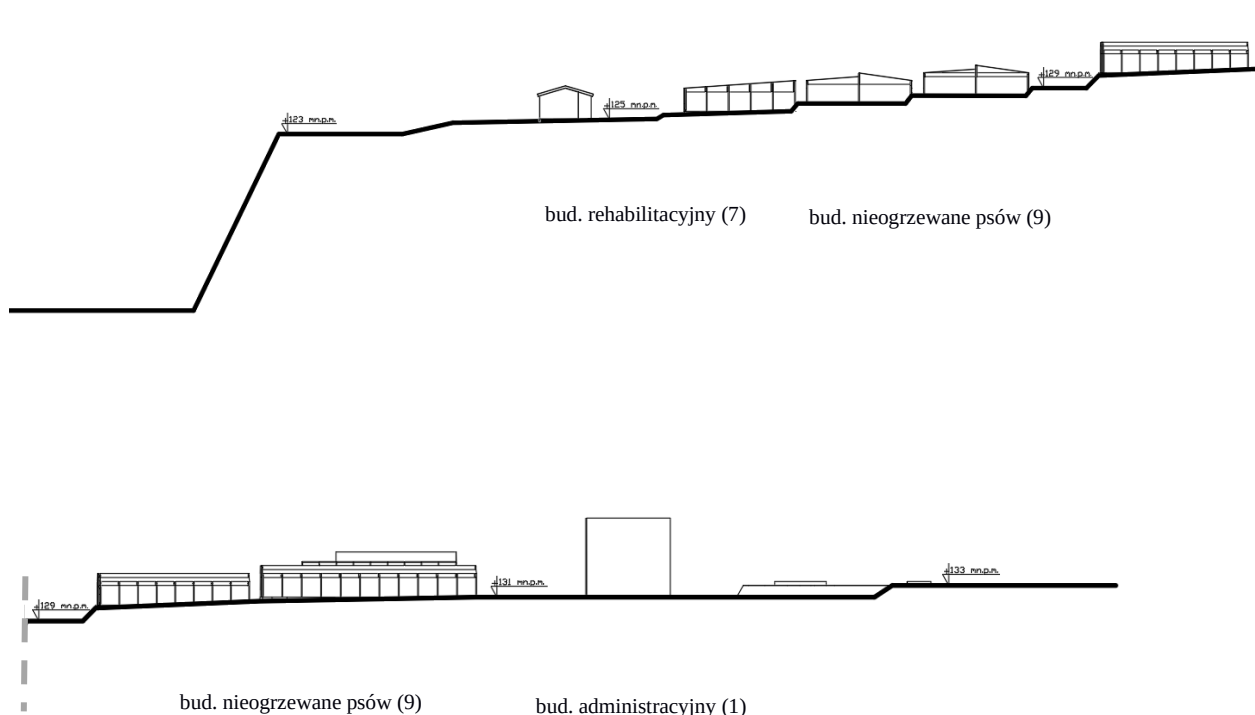 +129 m n.p.m.
+123 m n.p.m.
+125 m n.p.m.
bud. rehabilitacyjny (7)
bud. nieogrzewane psów (9)
+131 m n.p.m.
+133 m n.p.m.
+129 m n.p.m.
bud. nieogrzewane psów (9)
bud. administracyjny (1)